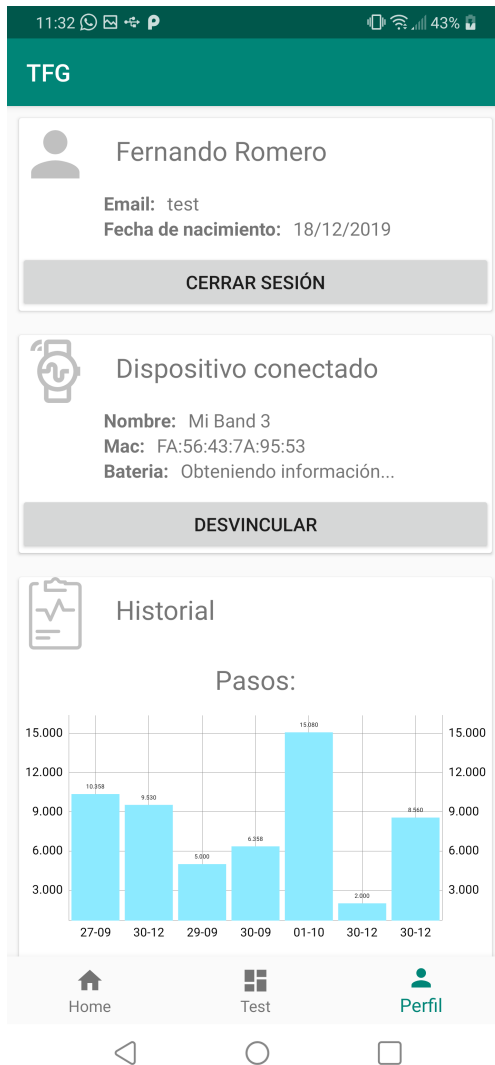 11:32 43%
TFG
Fernando Romero
Email: test
Fecha de nacimiento: 18/12/2019
CERRAR SESIÓN
Dispositivo conectado
Nombre: Mi Band 3
Mac: FA:56:43:7A:95:53
Bateria: Obteniendo información...
DESVINCULAR
Historial
Pasos:
15.080
15.000 15.000
12.000 12.000
10.358
9.530
9.000 9.000
8.560
6.358
6.000 6.000
5.000
3.000 3.000
2.000
27-09 30-12 29-09 30-09 01-10 30-12 30-12
Home Test Perfil